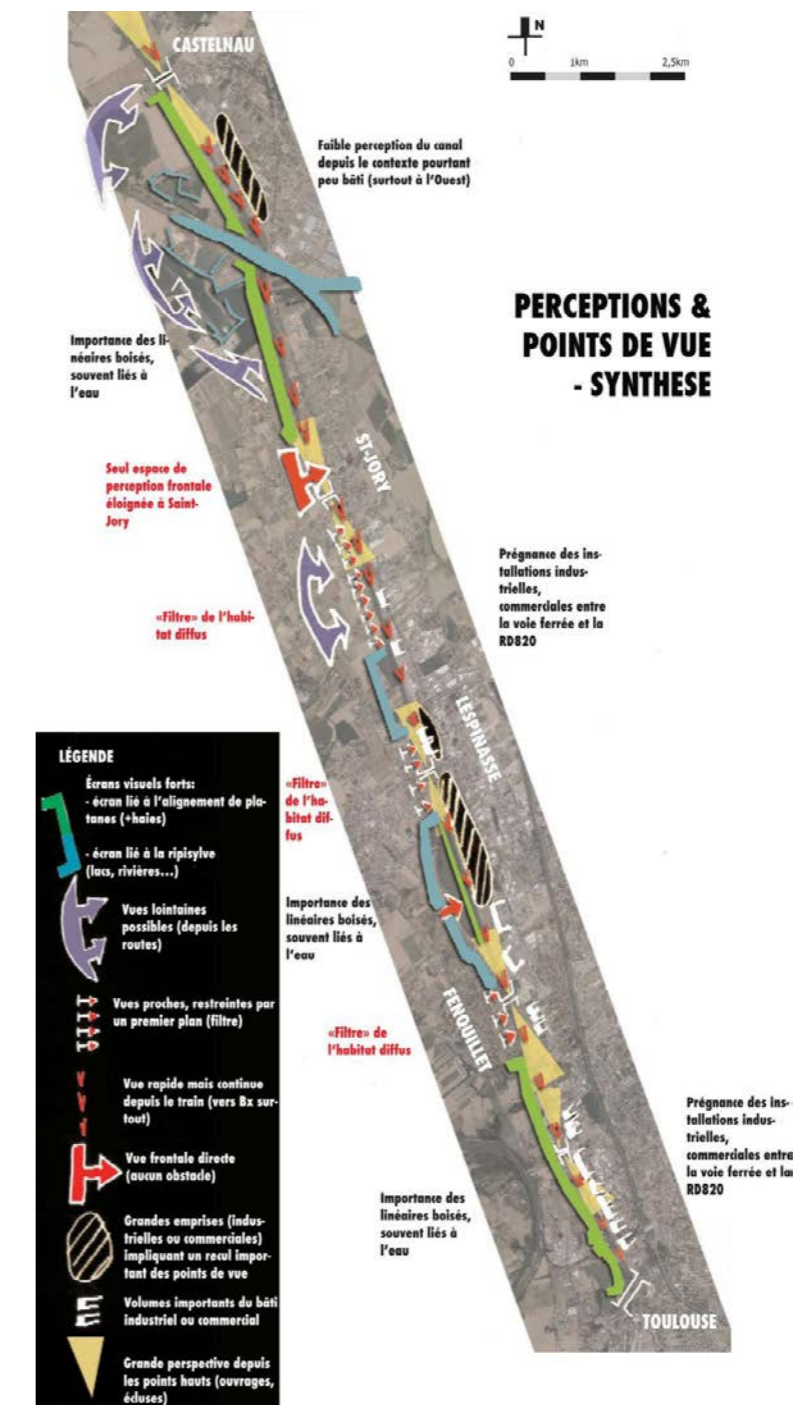 CASTELNAU
N
0 1km 2,5km
Faible perception du canal
depuis le contexte pourtant
peu bâti (surtout à l'Ouest)
PERCEPTIONS &
POINTS DE VUE
- SYNTHESE
Importance des li-
néaires boisés,
souvent liés à
l'eau
ST-JORY
Seul espace de
perception frontale
éloignée à Saint-
Jory
Prégnance des ins-
tallations indus-
trielles,
commerciales entre
la voie ferrée et la
RD820
«Filtre» de l'habi-
tat diffus
LESPINASSE
«Filtre»
de l'ha-
bitat dif-
fus
Importance des
linéaires boisés,
souvent liés à
l'eau
FENOUILLET
«Filtre» de
l'habitat diffus
Prégnance des ins-
tallations indus-
trielles,
commerciales entre
la voie ferrée et la
RD820
Importance des
linéaires boisés,
souvent liés à
l'eau
TOULOUSE
LÉGENDE
Écrans visuels forts:
- écran lié à l'alignement de pla-
tanes (+haies)
- écran lié à la ripisylve
(lacs, rivières...)
Vues lointaines
possibles (depuis les
routes)
Vues proches, restreintes par
un premier plan (filtre)
Vue rapide mais continue
depuis le train (vers Bx sur-
tout)
Vue frontale directe
(aucun obstacle)
Grandes emprises (indus-
trielles ou commerciales)
impliquant un recul impor-
tant des points de vue
Volumes importants du bâti
industriel ou commercial
Grande perspective depuis
les points hauts (ouvrages,
écluses)